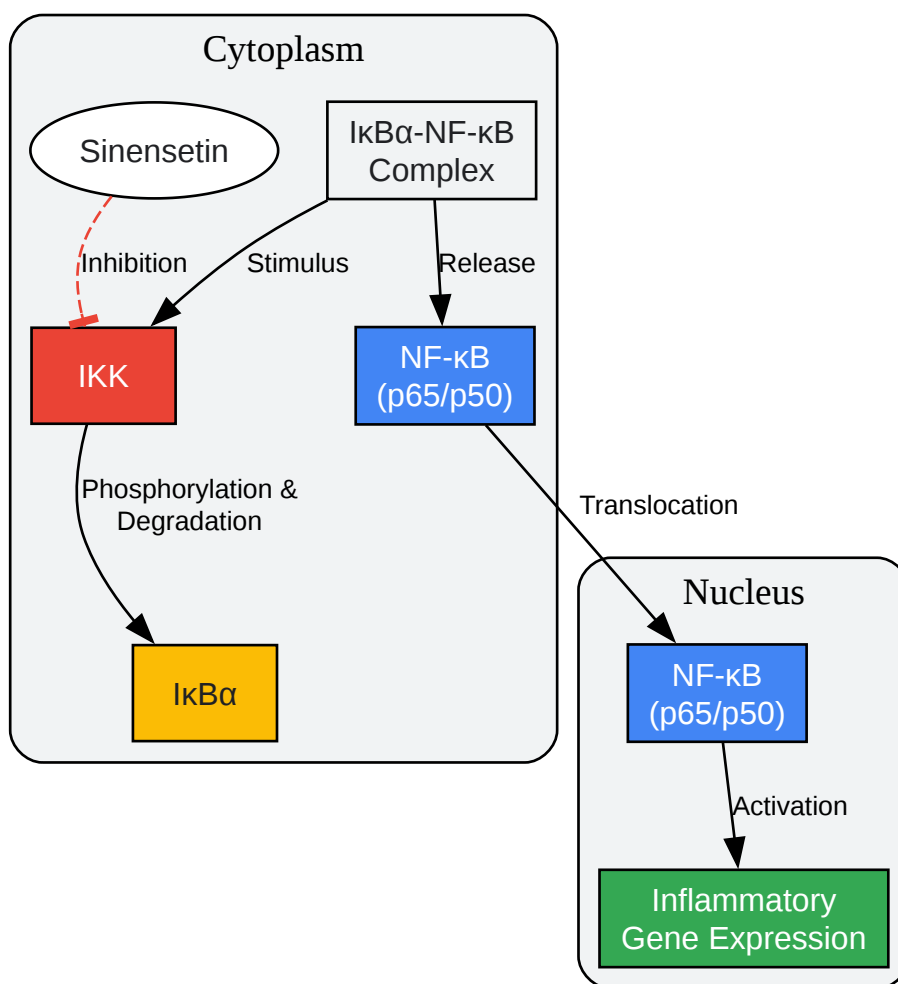 Cytoplasm
Sinensetin
IκBα-NF-κB
Complex
Inhibition
Stimulus
Release
IKK
NF-κB
(p65/p50)
Phosphorylation &
Degradation
Translocation
Nucleus
IκBα
NF-κB
(p65/p50)
Activation
Inflammatory
Gene Expression